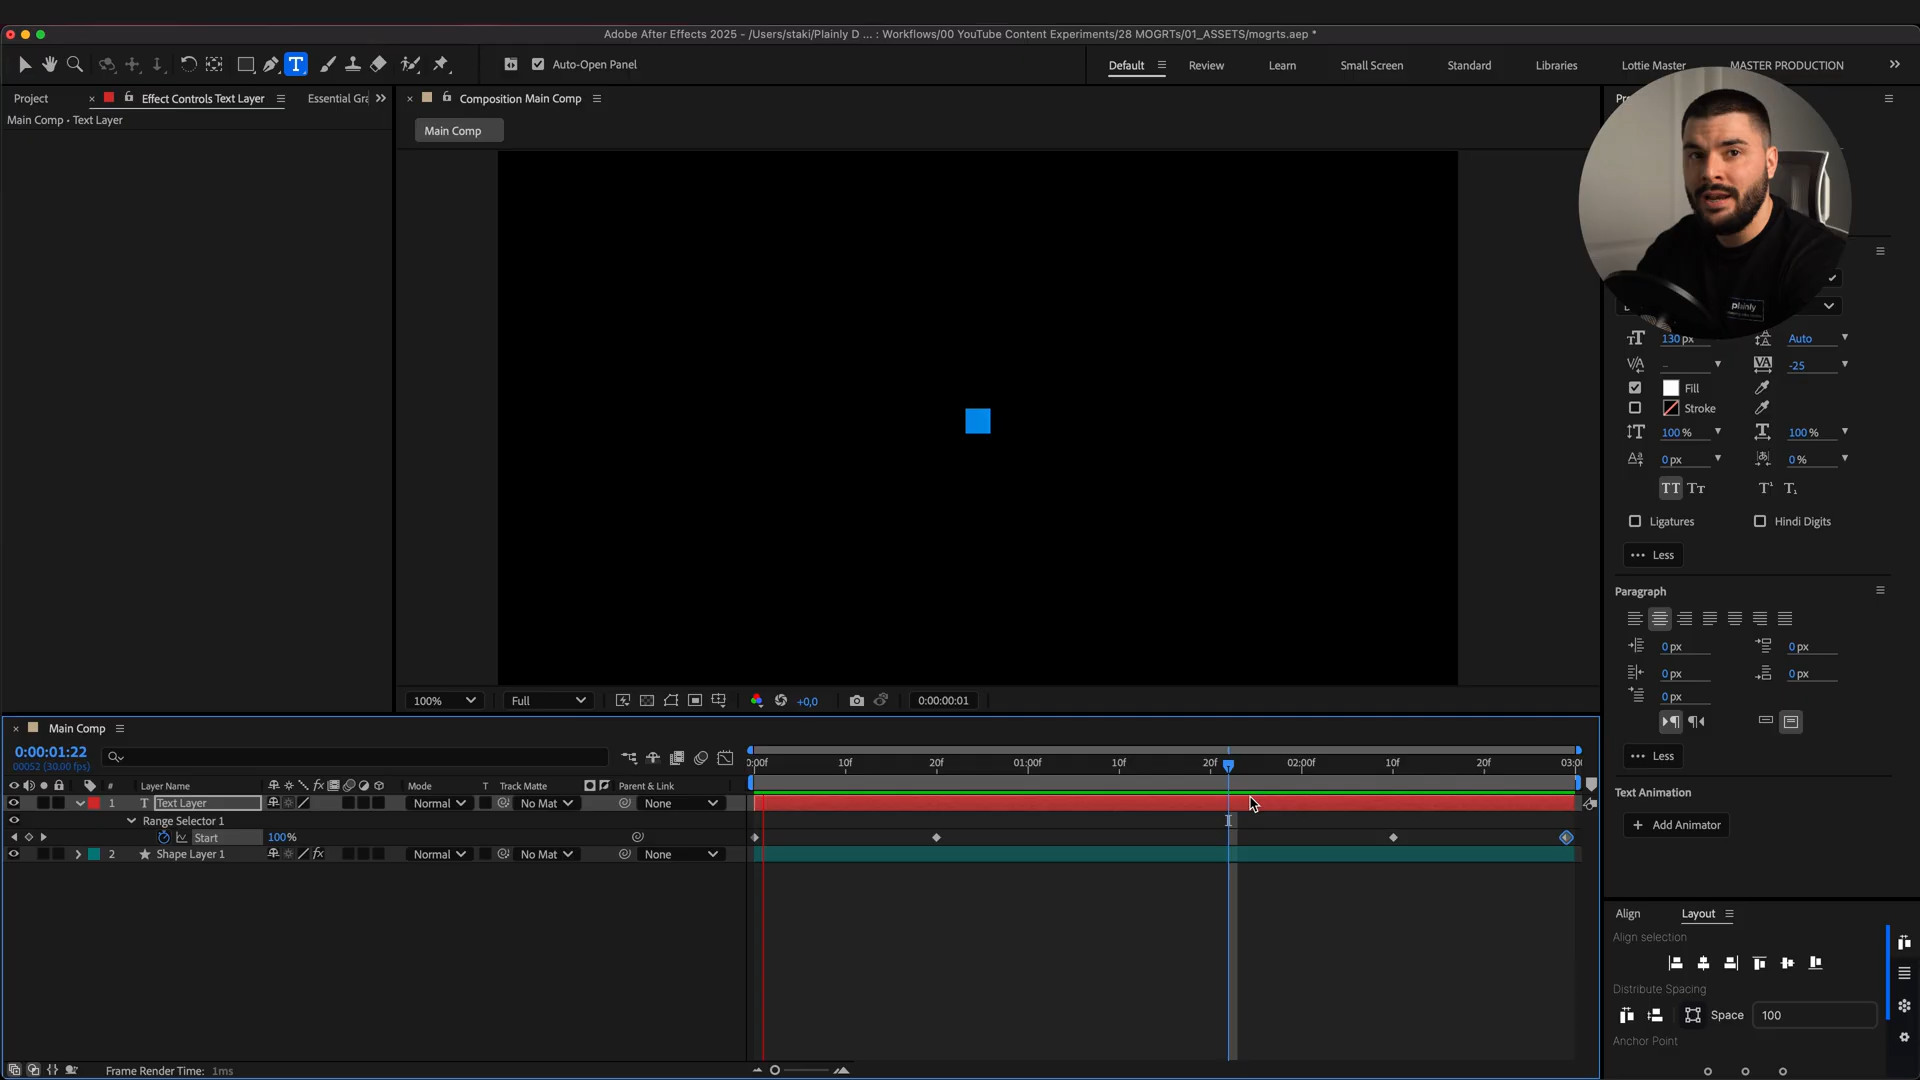 Adobe After Effects 2025 - /Users/staki/Plainly D ... : Workflows/00 YouTube Content Experiments/28 MOGRTs/01_ASSETS/mogrts.aep *
Auto-Open Panel
Default
Review
Learn
Small Screen
Standard
Libraries
Lottie Master
MASTER PRODUCTION
Project
Effect Controls Text Layer
Essential Gra
Composition Main Comp
Main Comp • Text Layer
Main Comp
plainly
130 px
Auto
-25
Fill
Stroke
100 %
100 %
0 px
0 %
Ligatures
Hindi Digits
Less
Paragraph
0 px
0 px
0 px
0 px
0 px
Less
Text Animation
Add Animator
100%
Full
+0,0
0:00:00:01
Main Comp
0:00:01:22
00052 (30.00 fps)
:00f
10f
20f
01:00f
10f
20f
02:00f
10f
20f
03:00
#
Layer Name
Mode
T
Track Matte
Parent & Link
1
T
Text Layer
Normal
No Mat
None
Range Selector 1
Start
100%
2
Shape Layer 1
Normal
No Mat
None
Align
Layout
Align selection
Distribute Spacing
Space
100
Anchor Point
Frame Render Time: 1ms